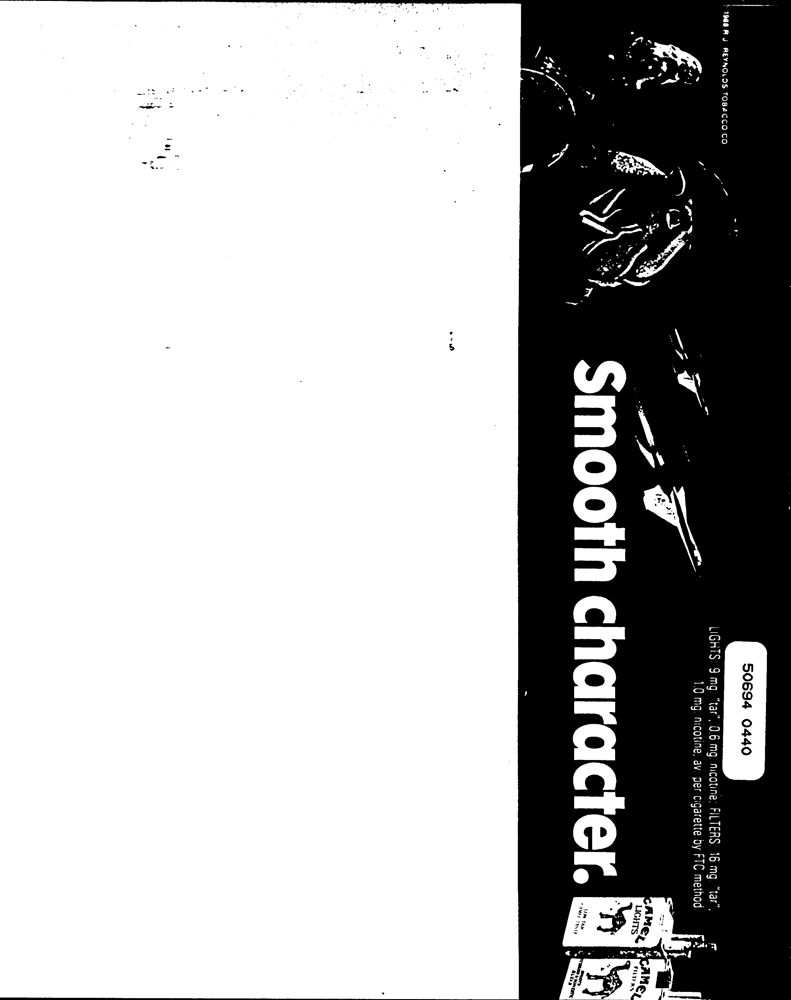 1988 R. J. REYNOLDS TOBACCO CO.
Smooth character.
50694 0440
LIGHTS: 9 mg. "tar", 0.6 mg. nicotine; FILTERS: 16 mg. "tar",
1.0 mg. nicotine, av. per cigarette by FTC method
CAMEL
LIGHTS
CAMEL
FILTERS